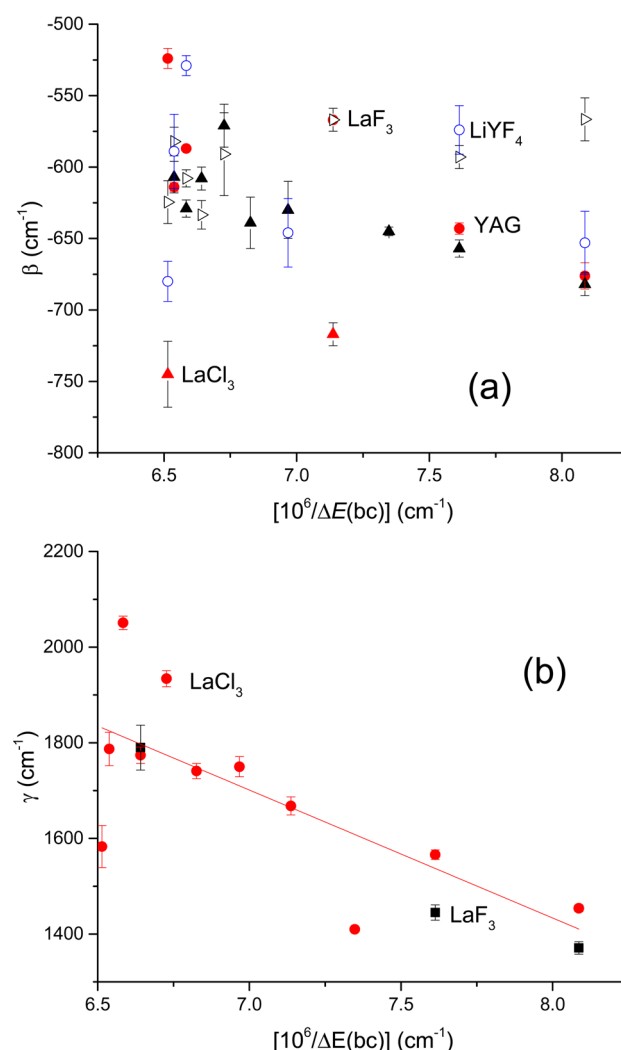 -500
-550
-600
-650
-700
-750
-800
β (cm⁻¹)
LaF₃
LiYF₄
YAG
LaCl₃
(a)
6.5 7.0 7.5 8.0
[10⁶/ΔE(bc)] (cm⁻¹)
2200
2000
1800
1600
1400
γ (cm⁻¹)
LaCl₃
(b)
LaF₃
6.5 7.0 7.5 8.0
[10⁶/ΔE(bc)] (cm⁻¹)